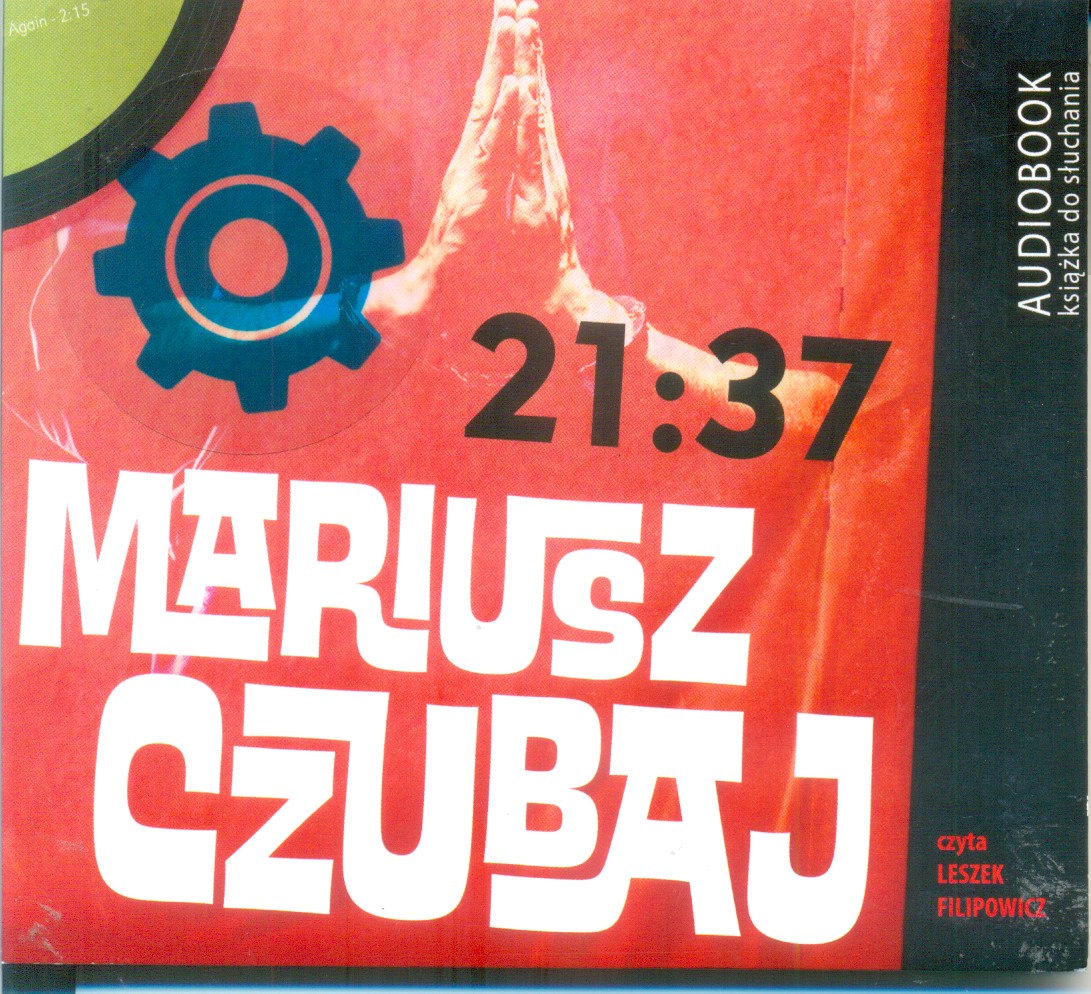 Again - 2:15
AUDIOBOOK
książka do słuchania
21:37
MARIUSZ
CZUBAJ
czyta
LESZEK
FILIPOWICZ